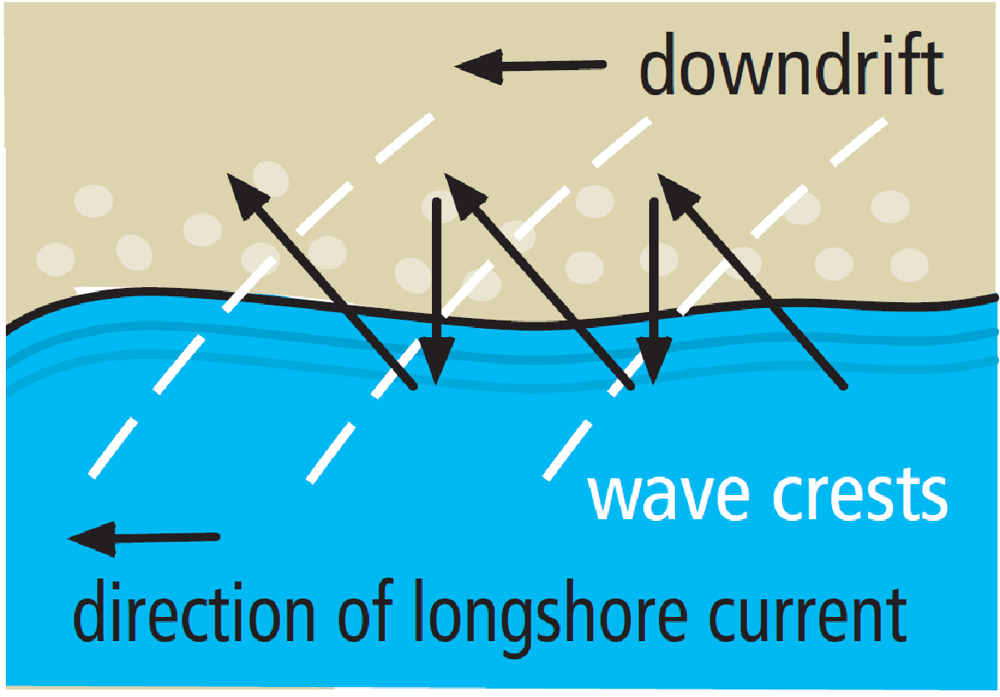 downdrift
wave crests
direction of longshore current